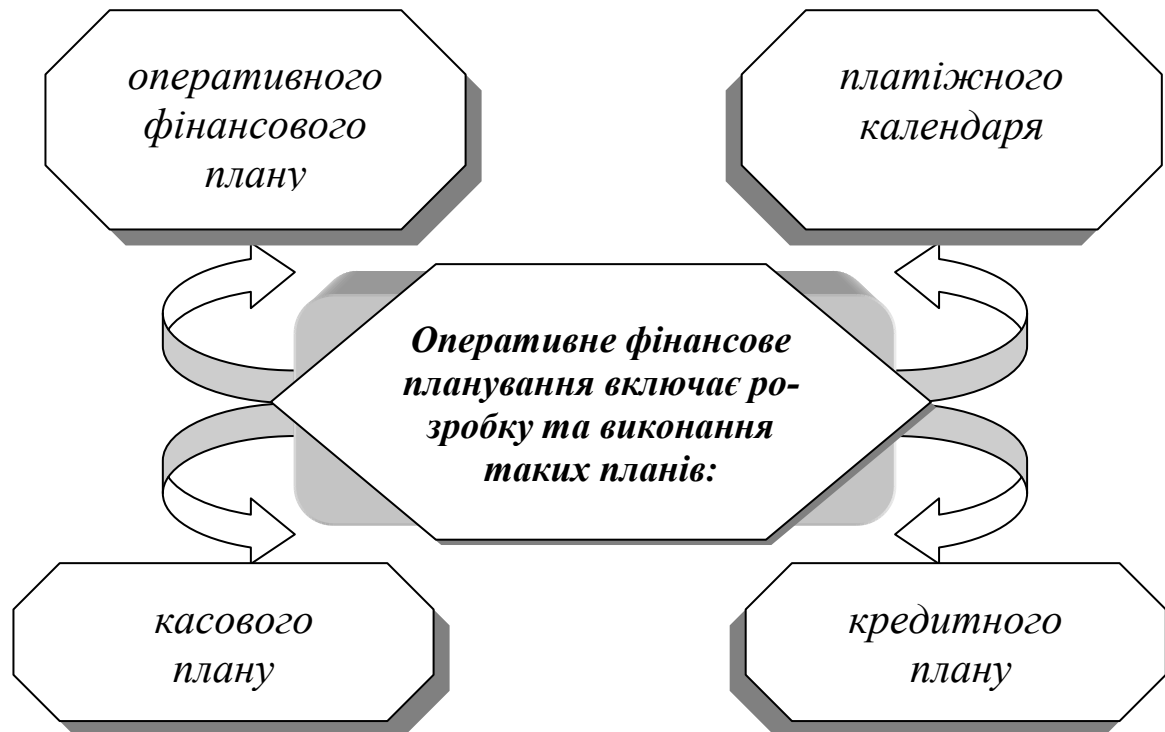 оперативного
фінансового
плану
платіжного
календаря
Оперативне фінансове
планування включає ро-
зробку та виконання
таких планів:
касового
плану
кредитного
плану